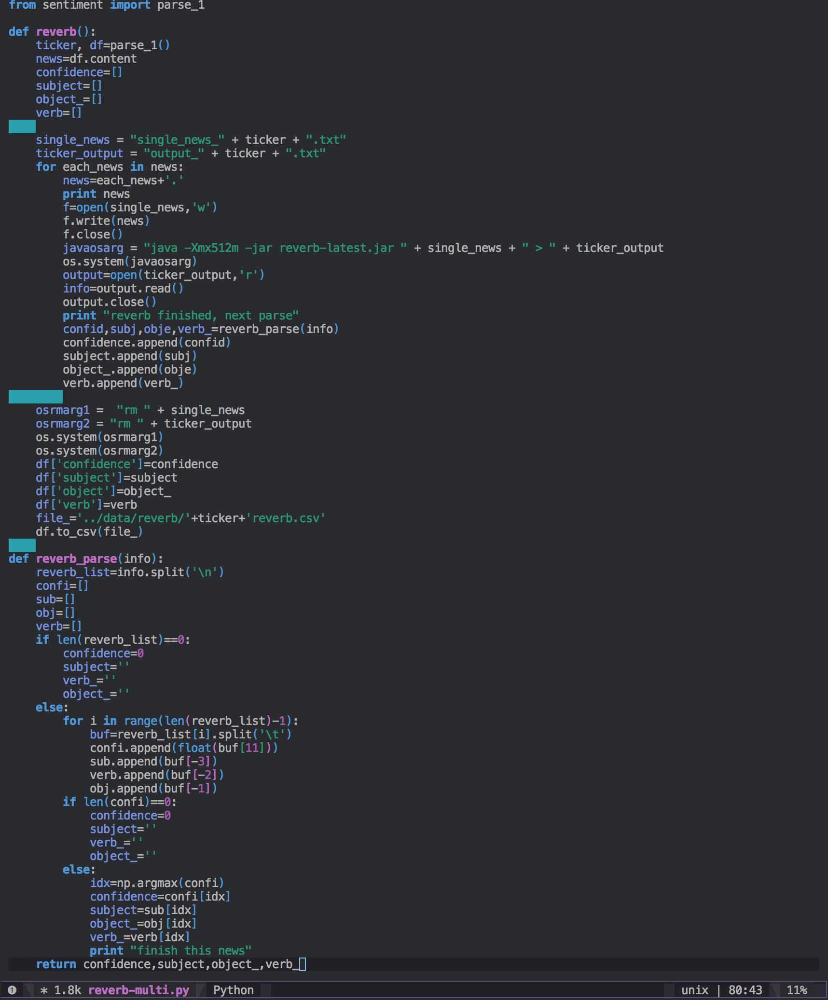 from sentiment import parse_1

def reverb():
    ticker, df=parse_1()
    news=df.content
    confidence=[]
    subject=[]
    object_=[]
    verb=[]

    single_news = "single_news_" + ticker + ".txt"
    ticker_output = "output_" + ticker + ".txt"
    for each_news in news:
        news=each_news+'.'
        print news
        f=open(single_news,'w')
        f.write(news)
        f.close()
        javaosarg = "java -Xmx512m -jar reverb-latest.jar " + single_news + " > " + ticker_output
        os.system(javaosarg)
        output=open(ticker_output,'r')
        info=output.read()
        output.close()
        print "reverb finished, next parse"
        confid,subj,obje,verb_=reverb_parse(info)
        confidence.append(confid)
        subject.append(subj)
        object_.append(obje)
        verb.append(verb_)

    osrmarg1 =  "rm " + single_news
    osrmarg2 = "rm " + ticker_output
    os.system(osrmarg1)
    os.system(osrmarg2)
    df['confidence']=confidence
    df['subject']=subject
    df['object']=object_
    df['verb']=verb
    file_='../data/reverb/'+ticker+'reverb.csv'
    df.to_csv(file_)

def reverb_parse(info):
    reverb_list=info.split('\n')
    confi=[]
    sub=[]
    obj=[]
    verb=[]
    if len(reverb_list)==0:
        confidence=0
        subject=''
        verb_=''
        object_=''
    else:
        for i in range(len(reverb_list)-1):
            buf=reverb_list[i].split('\t')
            confi.append(float(buf[11]))
            sub.append(buf[-3])
            verb.append(buf[-2])
            obj.append(buf[-1])
        if len(confi)==0:
            confidence=0
            subject=''
            verb_=''
            object_=''
        else:
            idx=np.argmax(confi)
            confidence=confi[idx]
            subject=sub[idx]
            object_=obj[idx]
            verb_=verb[idx]
            print "finish this news"
    return confidence,subject,object_,verb_
❶ * 1.8k reverb-multi.py Python unix | 80:43 11%